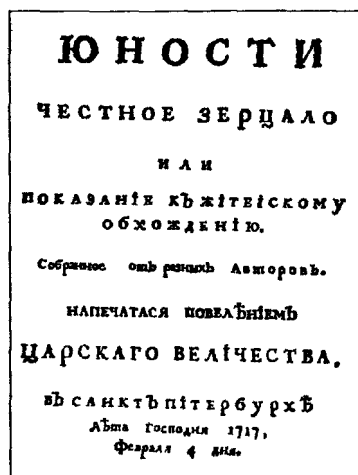 ЮНОСТИ
ЧЕСТНОЕ ЗЕРЦАЛО
ИЛИ
ПОКАЗАНІЕ КЪ ЖІТЕІСКОМУ
ОБХОЖДЕНІЮ.
Собранное отъ разныхъ Авторовъ.
НАПЕЧАТАСЯ ПОВЕЛѢНІЕМЪ
ЦАРСКАГО ВЕЛІЧЕСТВА,
ВЪ САНКТЪПІТЕРБУРХѢ
Лѣта Господня 1717,
Февраля 4 дня.